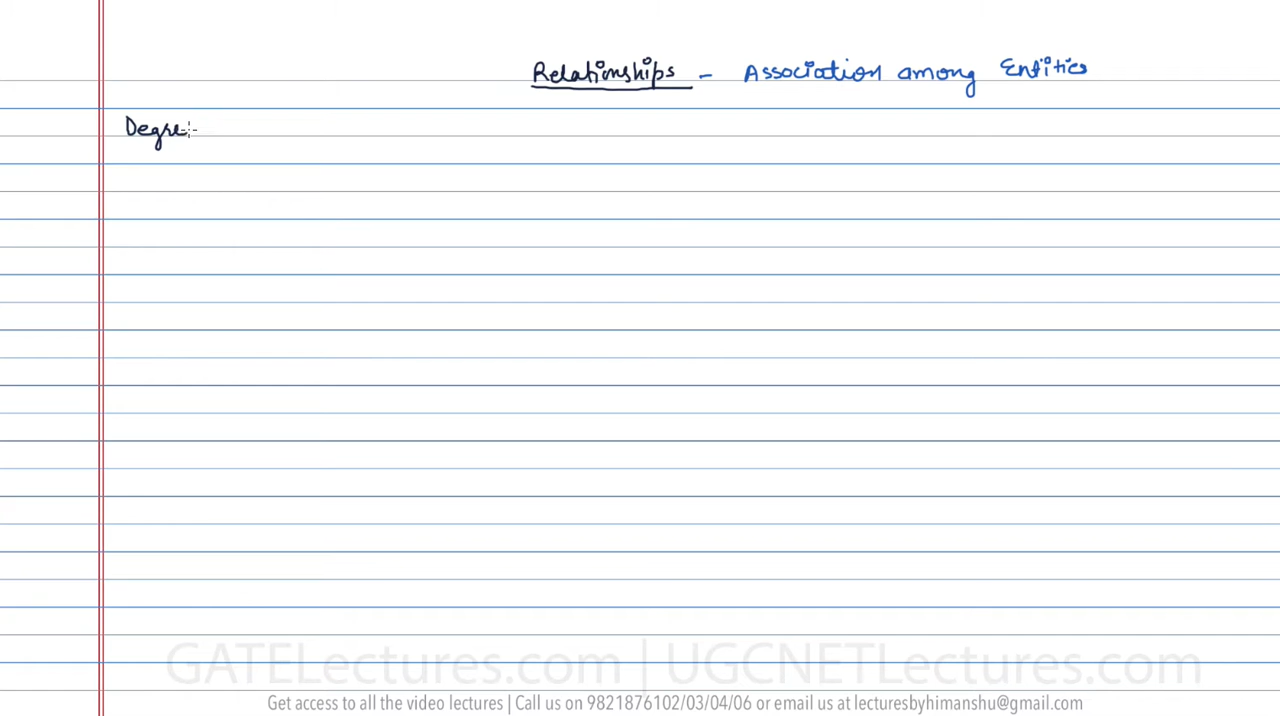 Relationships - Association among Entities
Degre
GATELectures.com | UGCNETLectures.com
Get access to all the video lectures | Call us on 9821876102/03/04/06 or email us at lecturesbyhimanshu@gmail.com